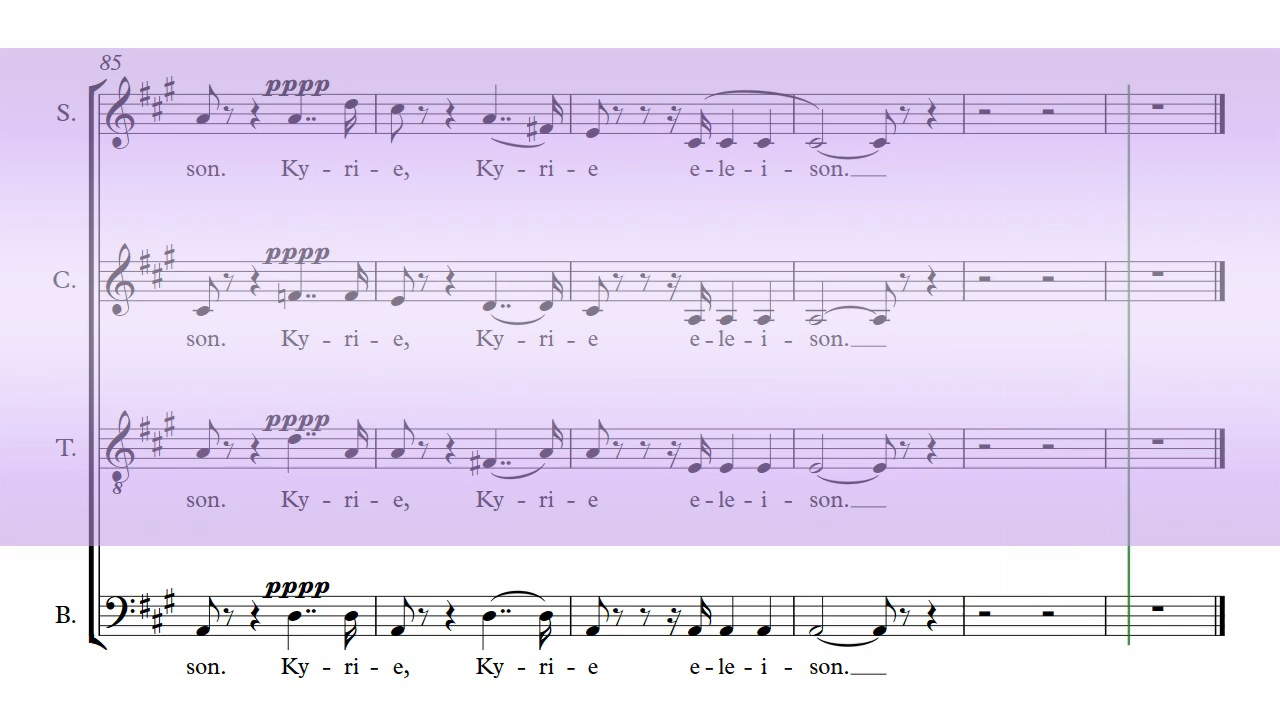 85
pppp
S.
son. Ky - ri - e, Ky - ri - e e - le - i - son.
pppp
C.
son. Ky - ri - e, Ky - ri - e e - le - i - son.
pppp
T.
8
son. Ky - ri - e, Ky - ri - e e - le - i - son.
pppp
B.
son. Ky - ri - e, Ky - ri - e e - le - i - son.